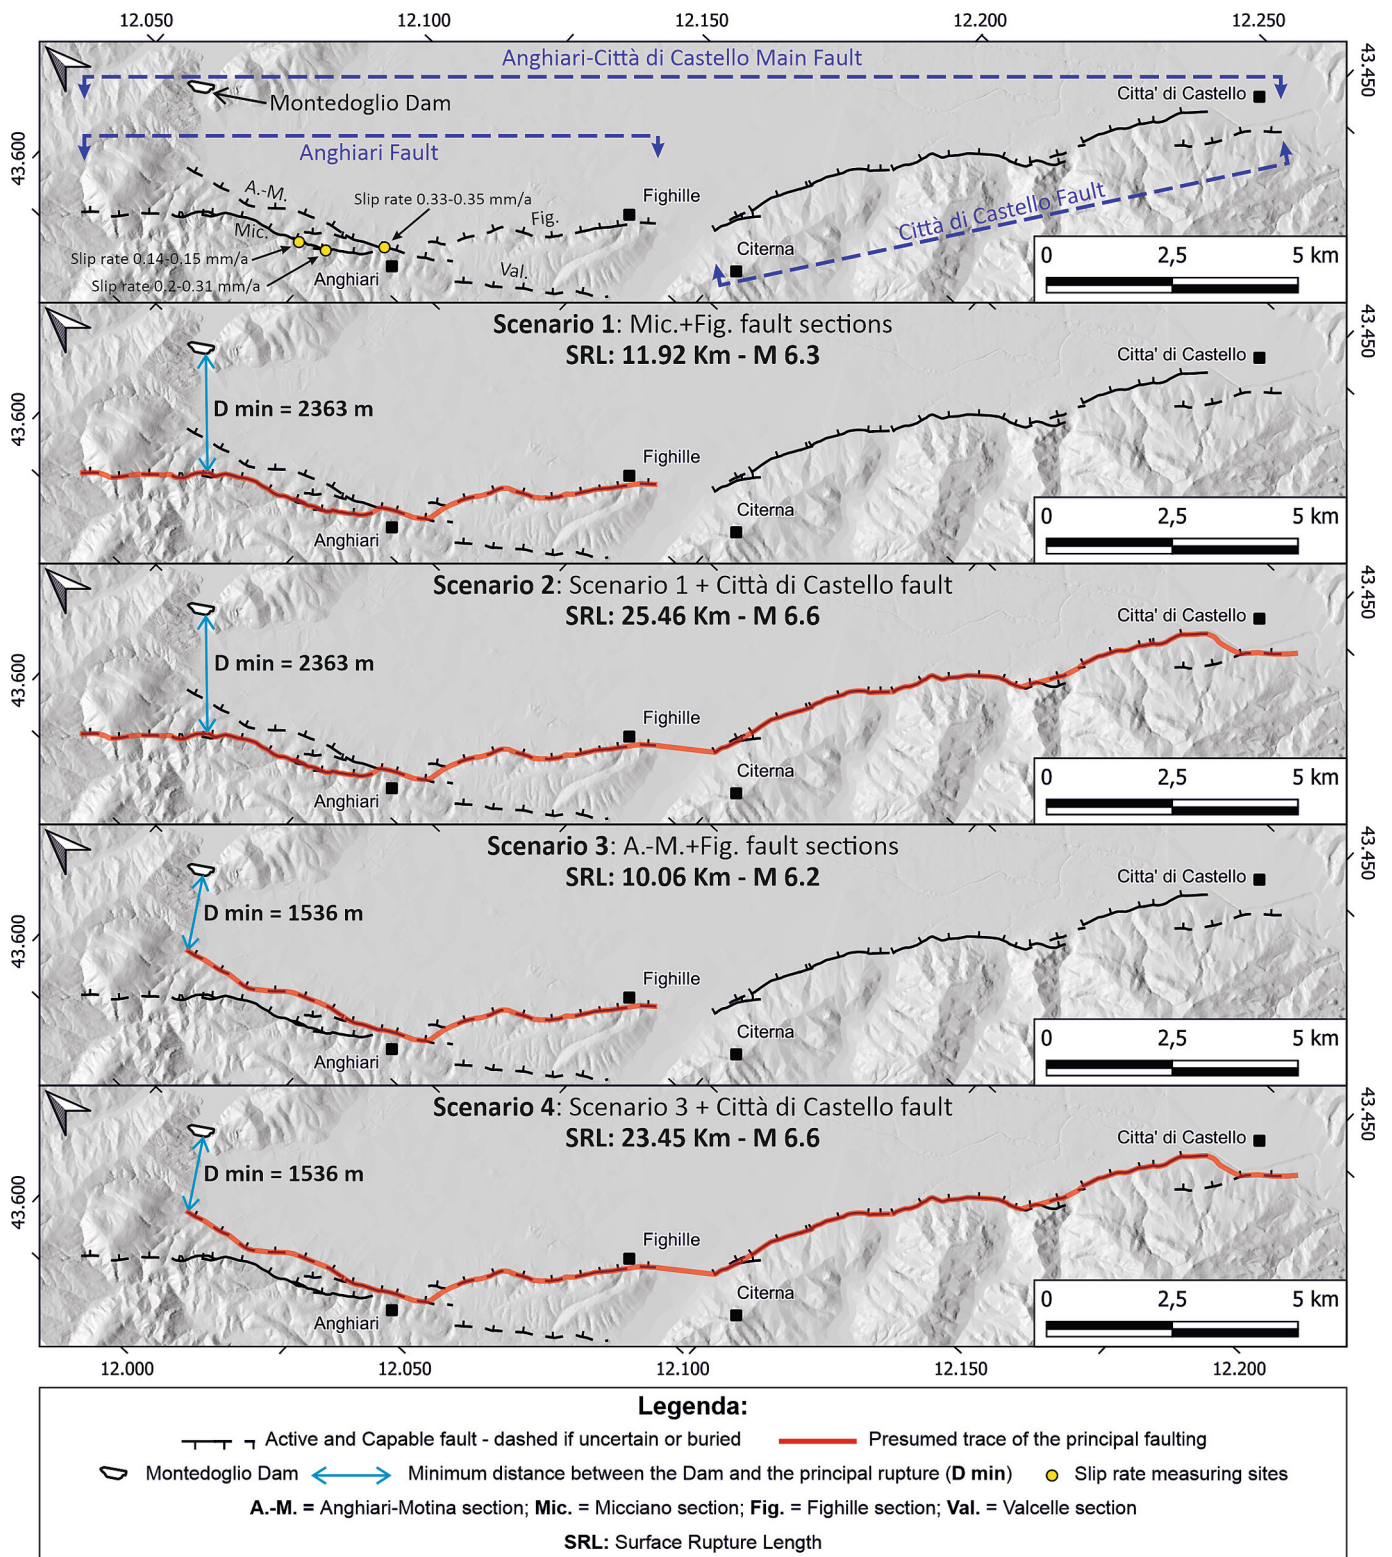 12.050 12.100 12.150 12.200 12.250
43.450
43.600
Anghiari-Città di Castello Main Fault
Montedoglio Dam
Citta' di Castello
Anghiari Fault
A.-M.
Slip rate 0.33-0.35 mm/a
Fighille
Fig.
Mic.
Città di Castello Fault
Slip rate 0.14-0.15 mm/a
Slip rate 0.2-0.31 mm/a
Anghiari
Val.
Citerna
0 2,5 5 km
Scenario 1: Mic.+Fig. fault sections
SRL: 11.92 Km - M 6.3
43.450
43.600
Citta' di Castello
D min = 2363 m
Fighille
Citerna
Anghiari
0 2,5 5 km
Scenario 2: Scenario 1 + Città di Castello fault
SRL: 25.46 Km - M 6.6
43.450
43.600
Citta' di Castello
D min = 2363 m
Fighille
Citerna
Anghiari
0 2,5 5 km
Scenario 3: A.-M.+Fig. fault sections
SRL: 10.06 Km - M 6.2
43.450
43.600
Citta' di Castello
D min = 1536 m
Fighille
Citerna
Anghiari
0 2,5 5 km
Scenario 4: Scenario 3 + Città di Castello fault
SRL: 23.45 Km - M 6.6
43.450
43.600
Citta' di Castello
D min = 1536 m
Fighille
Citerna
Anghiari
0 2,5 5 km
12.000 12.050 12.100 12.150 12.200
Legenda:
Active and Capable fault - dashed if uncertain or buried
Presumed trace of the principal faulting
Montedoglio Dam
Minimum distance between the Dam and the principal rupture (D min)
Slip rate measuring sites
A.-M. = Anghiari-Motina section; Mic. = Micciano section; Fig. = Fighille section; Val. = Valcelle section
SRL: Surface Rupture Length